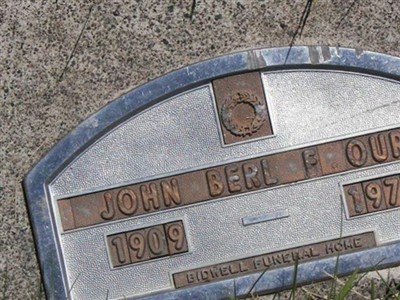 JOHN BERL F OUR
1909 197
BIDWELL FUNERAL HOME